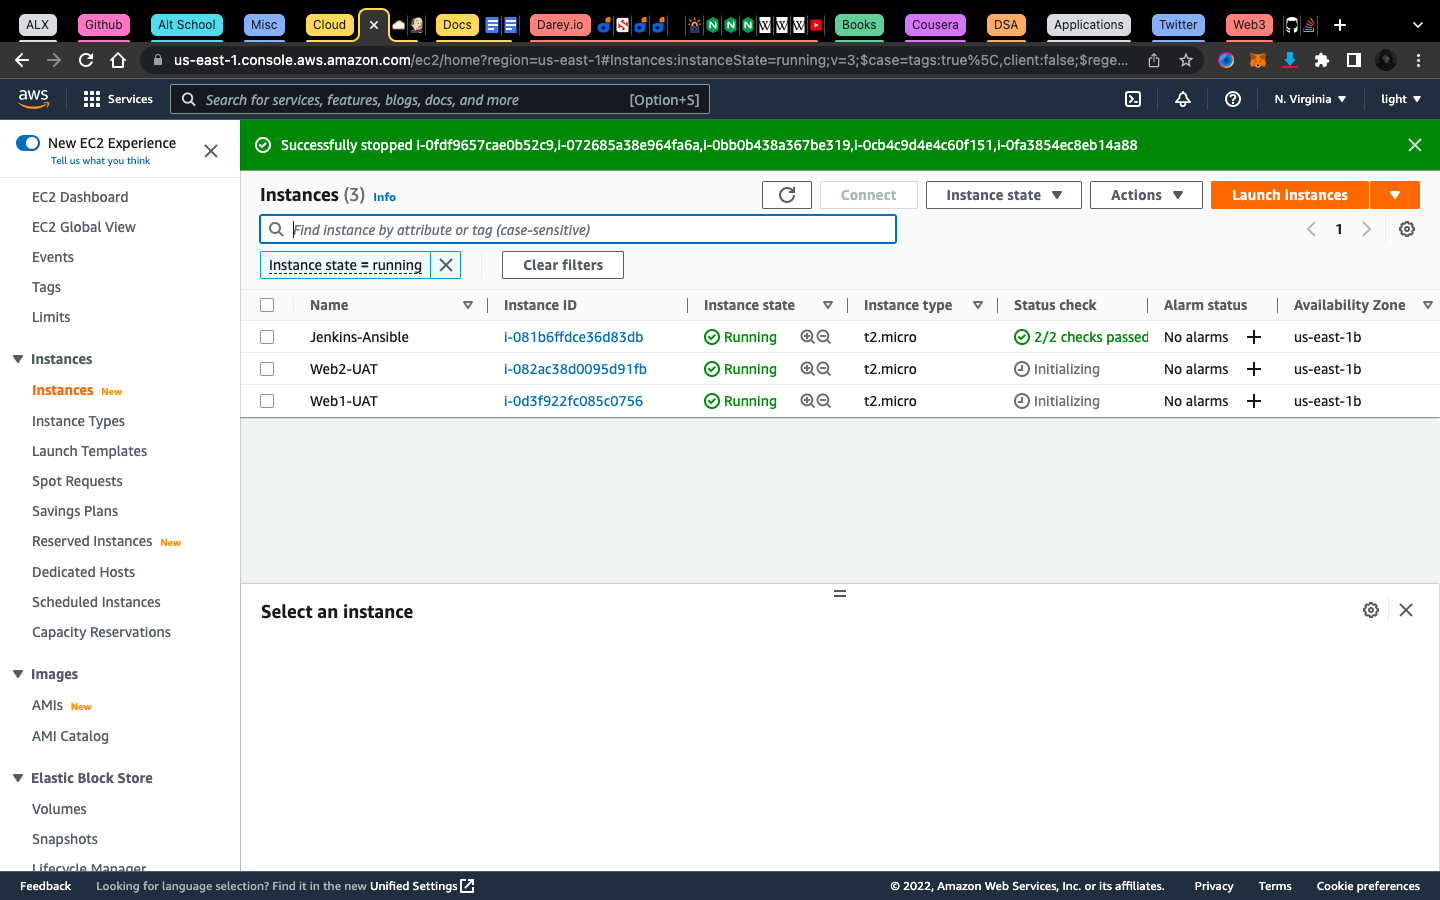 ALX Github Alt School Misc Cloud Docs Darey.io Books Cousera DSA Applications Twitter Web3
us-east-1.console.aws.amazon.com/ec2/home?region=us-east-1#Instances:instanceState=running;v=3;$case=tags:true%5C,client:false;$rege...
aws Services Search for services, features, blogs, docs, and more [Option+S] N. Virginia light
New EC2 Experience
Tell us what you think
Successfully stopped i-0fdf9657cae0b52c9,i-072685a38e964fa6a,i-0bb0b438a367be319,i-0cb4c9d4e4c60f151,i-0fa3854ec8eb14a88
EC2 Dashboard
EC2 Global View
Events
Tags
Limits
Instances
Instances New
Instance Types
Launch Templates
Spot Requests
Savings Plans
Reserved Instances New
Dedicated Hosts
Scheduled Instances
Capacity Reservations
Images
AMIs New
AMI Catalog
Elastic Block Store
Volumes
Snapshots
Lifecycle Manager
Instances (3) Info Connect Instance state Actions Launch instances
Find instance by attribute or tag (case-sensitive) 1
Instance state = running Clear filters
Name Instance ID Instance state Instance type Status check Alarm status Availability Zone
Jenkins-Ansible i-081b6ffdce36d83db Running t2.micro 2/2 checks passed No alarms us-east-1b
Web2-UAT i-082ac38d0095d91fb Running t2.micro Initializing No alarms us-east-1b
Web1-UAT i-0d3f922fc085c0756 Running t2.micro Initializing No alarms us-east-1b
Select an instance
Feedback Looking for language selection? Find it in the new Unified Settings © 2022, Amazon Web Services, Inc. or its affiliates. Privacy Terms Cookie preferences